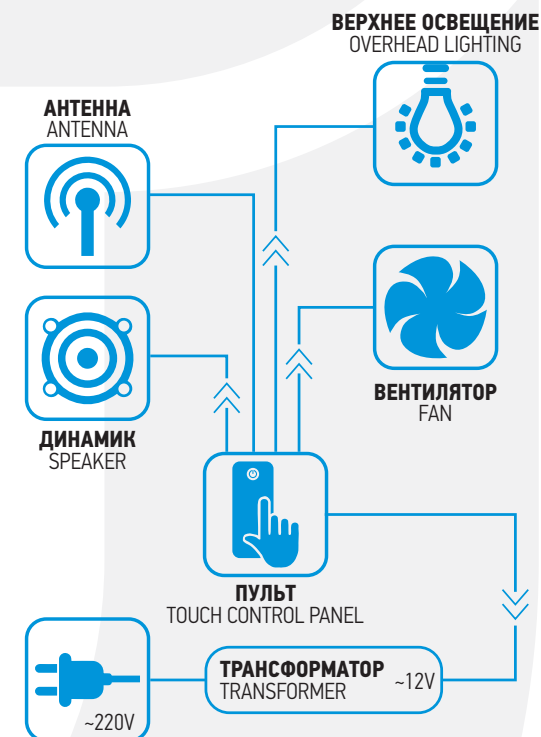 ВЕРХНЕЕ ОСВЕЩЕНИЕ
OVERHEAD LIGHTING
АНТЕННА
ANTENNA
ВЕНТИЛЯТОР
FAN
ДИНАМИК
SPEAKER
ПУЛЬТ
TOUCH CONTROL PANEL
ТРАНСФОРМАТОР
TRANSFORMER
~12V
~220V